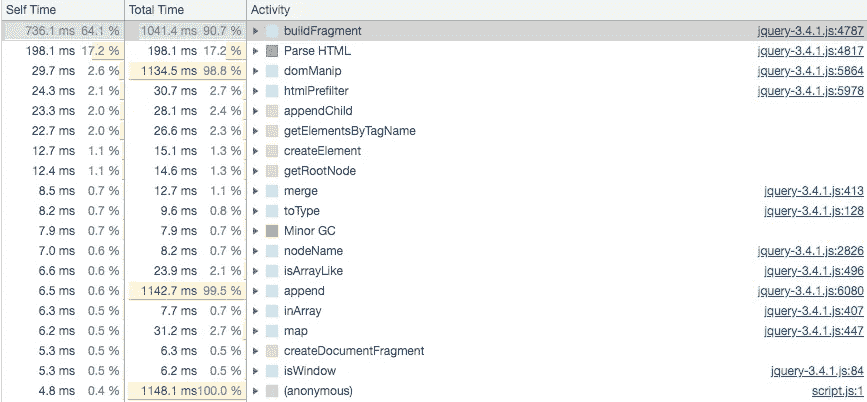 Self Time Total Time Activity
736.1 ms 64.1 % 1041.4 ms 90.7 % buildFragment jquery-3.4.1.js:4787
198.1 ms 17.2 % 198.1 ms 17.2 % Parse HTML jquery-3.4.1.js:4817
29.7 ms 2.6 % 1134.5 ms 98.8 % domManip jquery-3.4.1.js:5864
24.3 ms 2.1 % 30.7 ms 2.7 % htmlPrefilter jquery-3.4.1.js:5978
23.3 ms 2.0 % 28.1 ms 2.4 % appendChild
22.7 ms 2.0 % 26.6 ms 2.3 % getElementsByTagName
12.7 ms 1.1 % 15.1 ms 1.3 % createElement
12.4 ms 1.1 % 14.6 ms 1.3 % getRootNode
8.5 ms 0.7 % 12.7 ms 1.1 % merge jquery-3.4.1.js:413
8.2 ms 0.7 % 9.6 ms 0.8 % toType jquery-3.4.1.js:128
7.9 ms 0.7 % 7.9 ms 0.7 % Minor GC
7.0 ms 0.6 % 8.2 ms 0.7 % nodeName jquery-3.4.1.js:2826
6.6 ms 0.6 % 23.9 ms 2.1 % isArrayLike jquery-3.4.1.js:496
6.5 ms 0.6 % 1142.7 ms 99.5 % append jquery-3.4.1.js:6080
6.3 ms 0.5 % 7.7 ms 0.7 % inArray jquery-3.4.1.js:407
6.2 ms 0.5 % 31.2 ms 2.7 % map jquery-3.4.1.js:447
5.3 ms 0.5 % 6.3 ms 0.5 % createDocumentFragment
5.3 ms 0.5 % 6.2 ms 0.5 % isWindow jquery-3.4.1.js:84
4.8 ms 0.4 % 1148.1 ms 100.0 % (anonymous) script.js:1